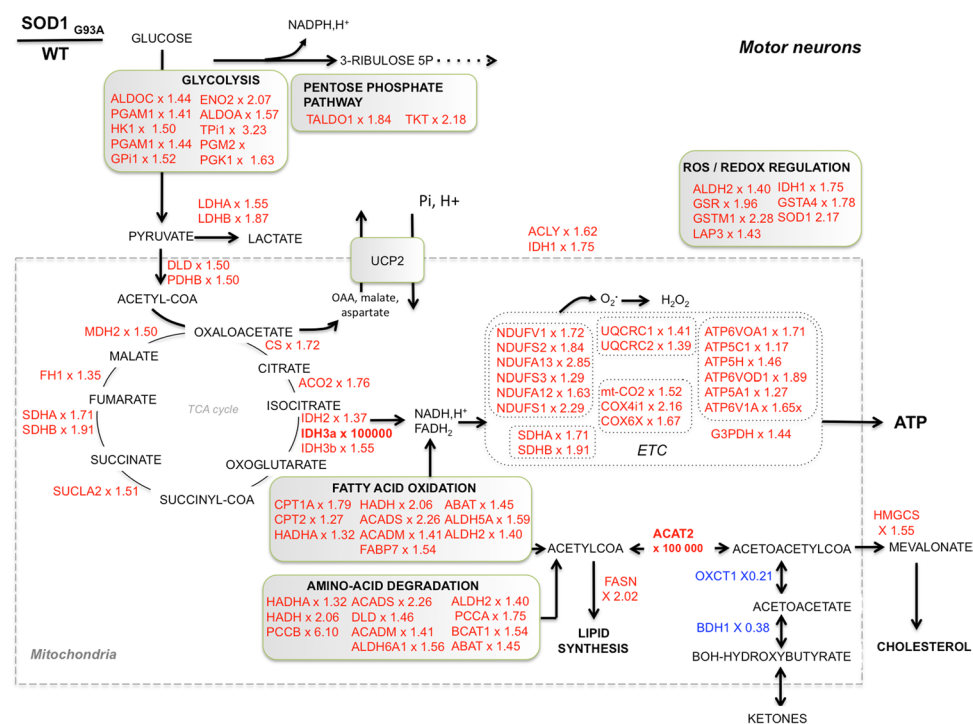 SOD1 G93A
WT
Motor neurons
GLUCOSE
NADPH,H+
3-RIBULOSE 5P
GLYCOLYSIS
ALDOC x 1.44 ENO2 x 2.07
PGAM1 x 1.41 ALDOA x 1.57
HK1 x 1.50 TPi1 x 3.23
PGAM1 x 1.44 PGM2 x
GPi1 x 1.52 PGK1 x 1.63
PENTOSE PHOSPHATE
PATHWAY
TALDO1 x 1.84 TKT x 2.18
ROS / REDOX REGULATION
ALDH2 x 1.40 IDH1 x 1.75
GSR x 1.96 GSTA4 x 1.78
GSTM1 x 2.28 SOD1 2.17
LAP3 x 1.43
LDHA x 1.55
LDHB x 1.87
PYRUVATE
LACTATE
Pi, H+
UCP2
OAA, malate,
aspartate
ACLY x 1.62
IDH1 x 1.75
DLD x 1.50
PDHB x 1.50
ACETYL-COA
OXALOACETATE
MDH2 x 1.50
CS x 1.72
MALATE
CITRATE
FH1 x 1.35
ACO2 x 1.76
FUMARATE
TCA cycle
ISOCITRATE
SDHA x 1.71
SDHB x 1.91
IDH2 x 1.37
IDH3a x 100000
IDH3b x 1.55
SUCCINATE
OXOGLUTARATE
SUCLA2 x 1.51
SUCCINYL-COA
NADH,H+
FADH2
O2-
H2O2
NDUFV1 x 1.72
NDUFS2 x 1.84
NDUFA13 x 2.85
NDUFS3 x 1.29
NDUFA12 x 1.63
NDUFS1 x 2.29
UQCRC1 x 1.41
UQCRC2 x 1.39
mt-CO2 x 1.52
COX4i1 x 2.16
COX6X x 1.67
ATP6VOA1 x 1.71
ATP5C1 x 1.17
ATP5H x 1.46
ATP6VOD1 x 1.89
ATP5A1 x 1.27
ATP6V1A x 1.65x
SDHA x 1.71
SDHB x 1.91
G3PDH x 1.44
ETC
ATP
FATTY ACID OXIDATION
CPT1A x 1.79 HADH x 2.06 ABAT x 1.45
CPT2 x 1.27 ACADS x 2.26 ALDH5A x 1.59
HADHA x 1.32 ACADM x 1.41 ALDH2 x 1.40
FABP7 x 1.54
AMINO-ACID DEGRADATION
HADHA x 1.32 ACADS x 2.26 ALDH2 x 1.40
HADH x 2.06 DLD x 1.46 PCCA x 1.75
PCCB x 6.10 ACADM x 1.41 BCAT1 x 1.54
ALDH6A1 x 1.56 ABAT x 1.45
ACETYLCOA
ACAT2
x 100 000
ACETOACETYLCOA
HMGCS
X 1.55
MEVALONATE
FASN
X 2.02
LIPID
SYNTHESIS
OXCT1 X0.21
ACETOACETATE
BDH1 X 0.38
BOH-HYDROXYBUTYRATE
CHOLESTEROL
KETONES
Mitochondria